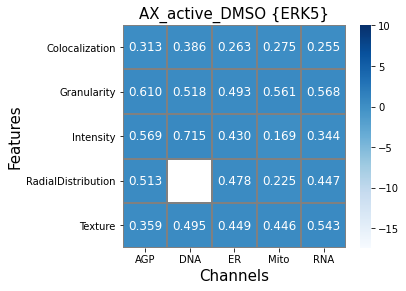 AX_active_DMSO {ERK5}
Features
Colocalization 0.313 0.386 0.263 0.275 0.255
Granularity 0.610 0.518 0.493 0.561 0.568
Intensity 0.569 0.715 0.430 0.169 0.344
RadialDistribution 0.513 0.478 0.225 0.447
Texture 0.359 0.495 0.449 0.446 0.543
AGP DNA ER Mito RNA
Channels
10
5
0
−5
−10
−15